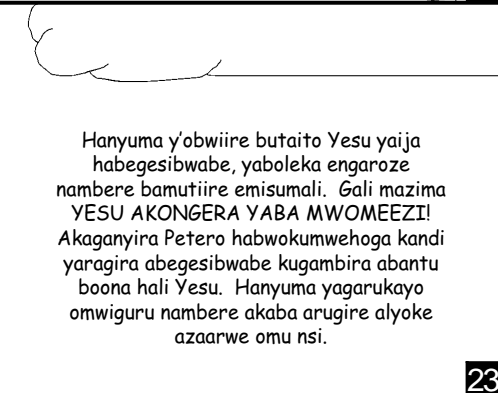 Hanyuma y'obwiire butaito Yesu yaija
habegesibwabe, yaboleka engaroze
nambere bamutiire emisumali. Gali mazima
YESU AKONGERA YABA MWOMEEZI!
Akaganyira Petero habwokumwehoga kandi
yaragira abegesibwabe kugambira abantu
boona hali Yesu. Hanyuma yagarukayo
omwiguru nambere akaba arugire alyoke
azaarwe omu nsi.
23